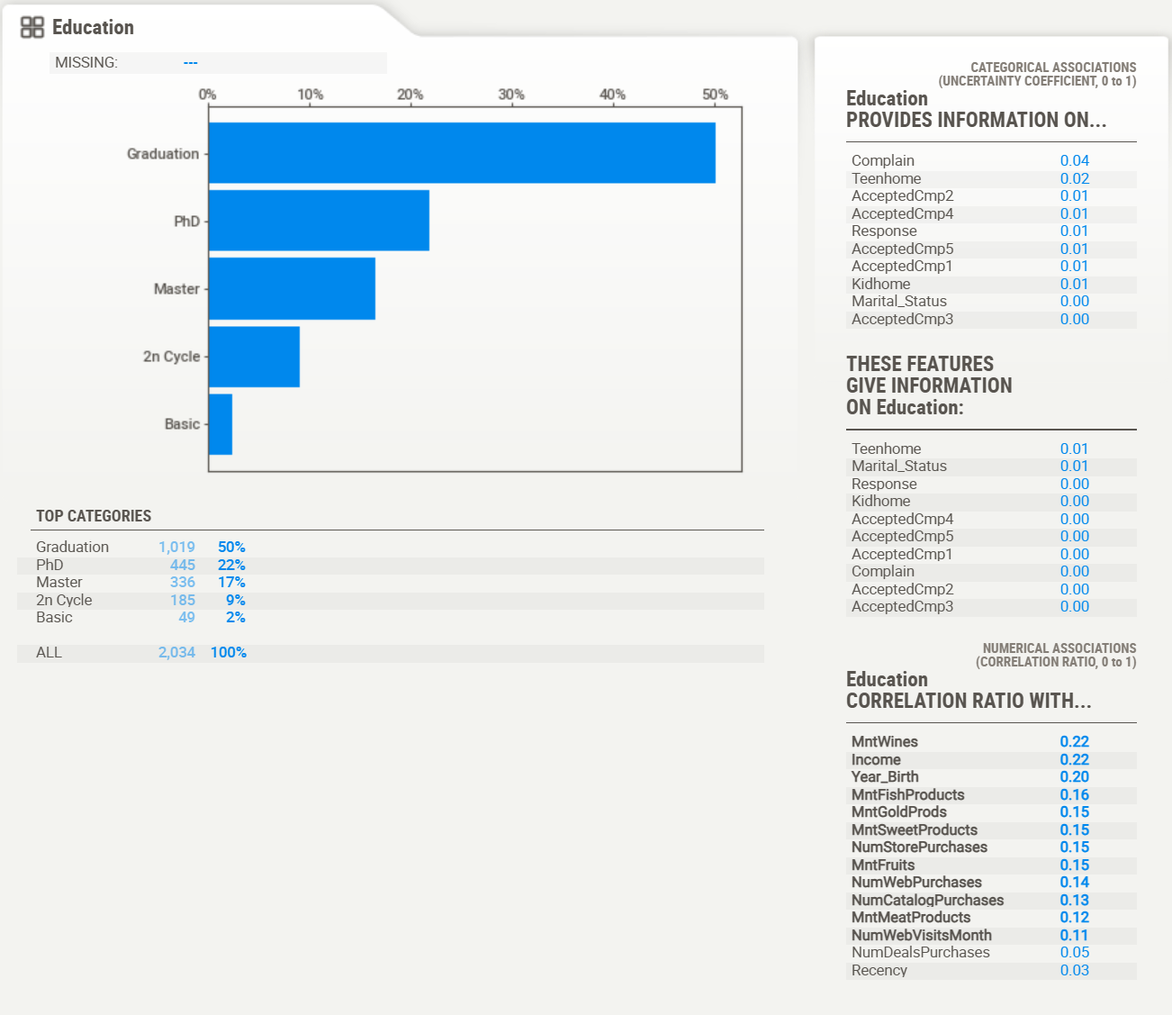 Education
MISSING: ---
0% 10% 20% 30% 40% 50%
Graduation
PhD
Master
2n Cycle
Basic
TOP CATEGORIES
Graduation 1,019 50%
PhD 445 22%
Master 336 17%
2n Cycle 185 9%
Basic 49 2%
ALL 2,034 100%
CATEGORICAL ASSOCIATIONS
(UNCERTAINTY COEFFICIENT, 0 to 1)
Education
PROVIDES INFORMATION ON...
Complain 0.04
Teenhome 0.02
AcceptedCmp2 0.01
AcceptedCmp4 0.01
Response 0.01
AcceptedCmp5 0.01
AcceptedCmp1 0.01
Kidhome 0.01
Marital_Status 0.00
AcceptedCmp3 0.00
THESE FEATURES
GIVE INFORMATION
ON Education:
Teenhome 0.01
Marital_Status 0.01
Response 0.00
Kidhome 0.00
AcceptedCmp4 0.00
AcceptedCmp5 0.00
AcceptedCmp1 0.00
Complain 0.00
AcceptedCmp2 0.00
AcceptedCmp3 0.00
NUMERICAL ASSOCIATIONS
(CORRELATION RATIO, 0 to 1)
Education
CORRELATION RATIO WITH...
MntWines 0.22
Income 0.22
Year_Birth 0.20
MntFishProducts 0.16
MntGoldProds 0.15
MntSweetProducts 0.15
NumStorePurchases 0.15
MntFruits 0.15
NumWebPurchases 0.14
NumCatalogPurchases 0.13
MntMeatProducts 0.12
NumWebVisitsMonth 0.11
NumDealsPurchases 0.05
Recency 0.03